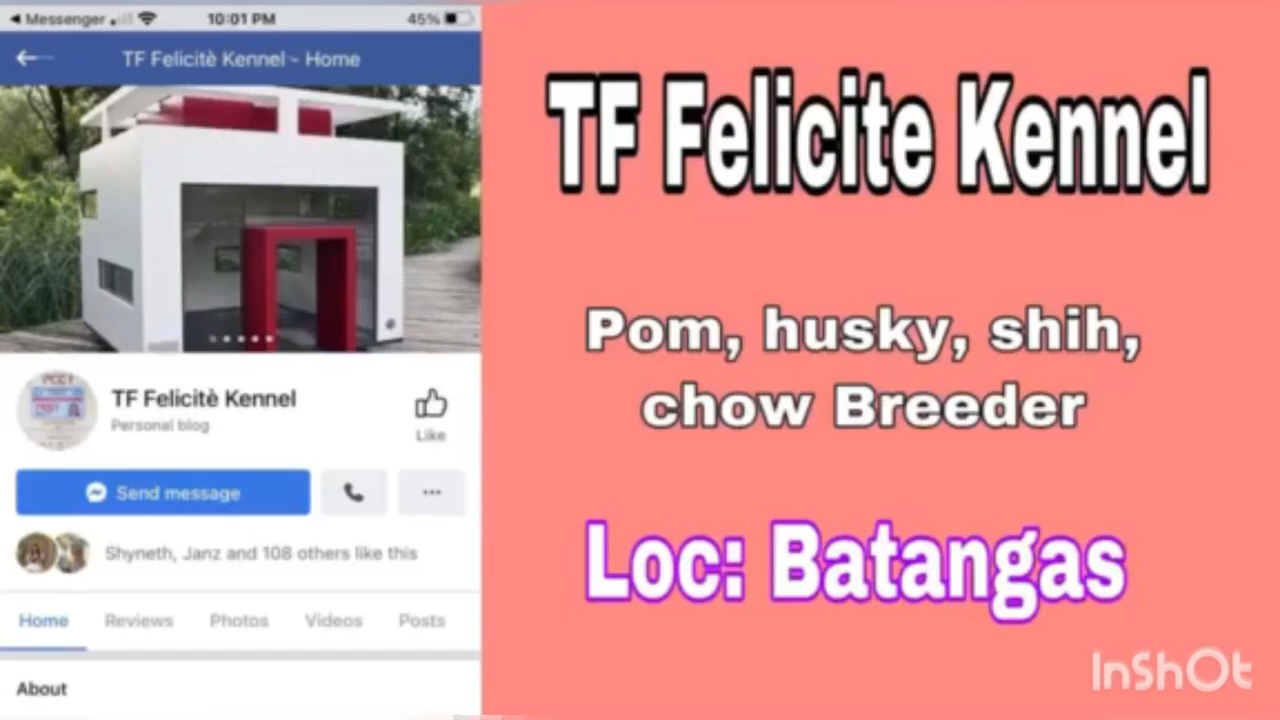 Messenger
10:01 PM
45%
TF Felicitè Kennel - Home
TF Felicitè Kennel
Personal blog
Like
Send message
Shyneth, Janz and 108 others like this
Home Reviews Photos Videos Posts
About
TF Felicite Kennel
Pom, husky, shih,
chow Breeder
Loc: Batangas
InShOt